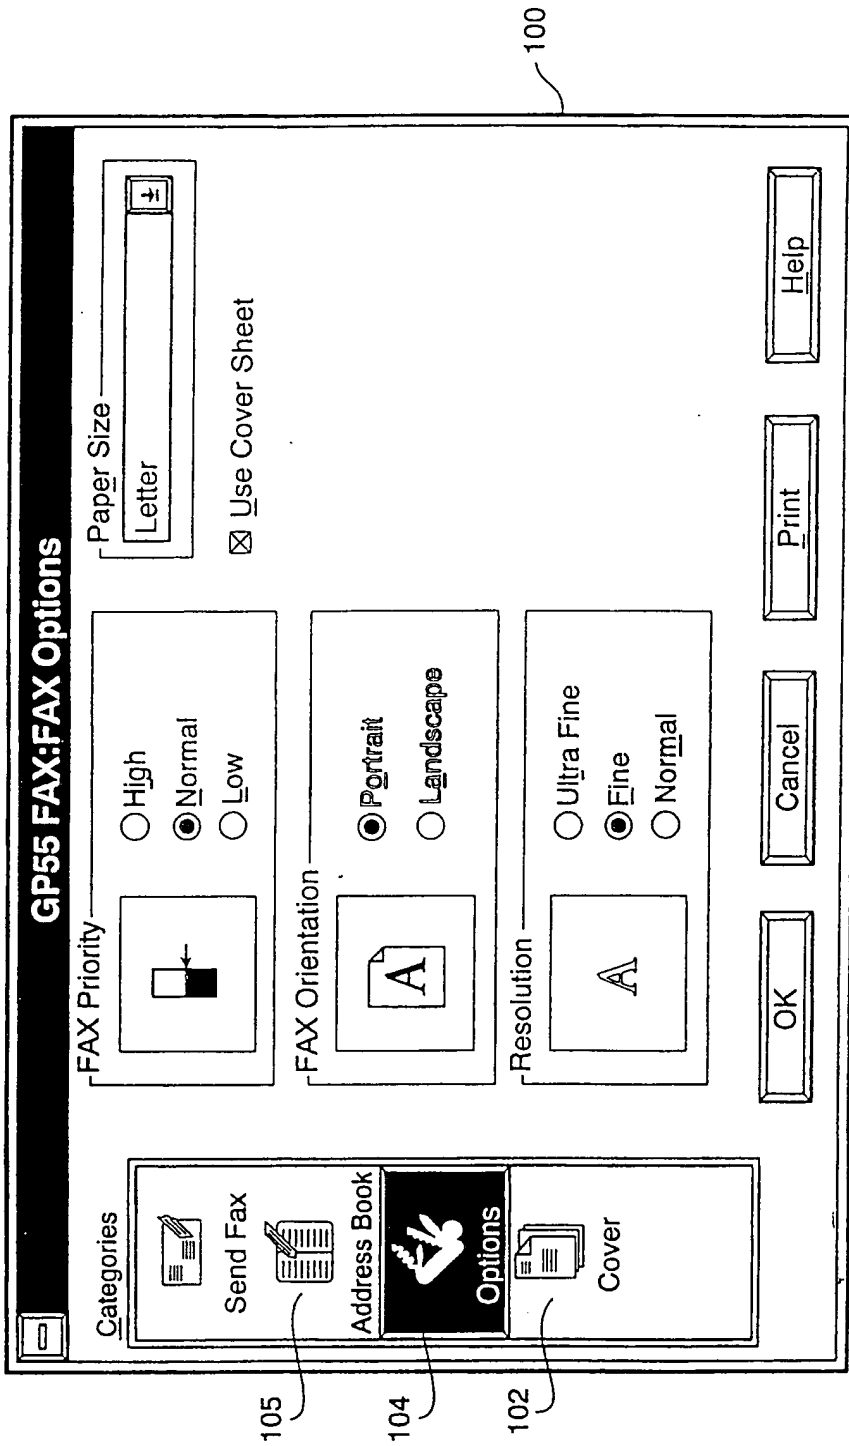 GP55 FAX:FAX Options
Categories
Send Fax
Address Book
Options
Cover
FAX Priority
High
Normal
Low
FAX Orientation
A
Portrait
Landscape
Resolution
A
Ultra Fine
Fine
Normal
Paper Size
Letter
Use Cover Sheet
OK
Cancel
Print
Help
105
104
102
100